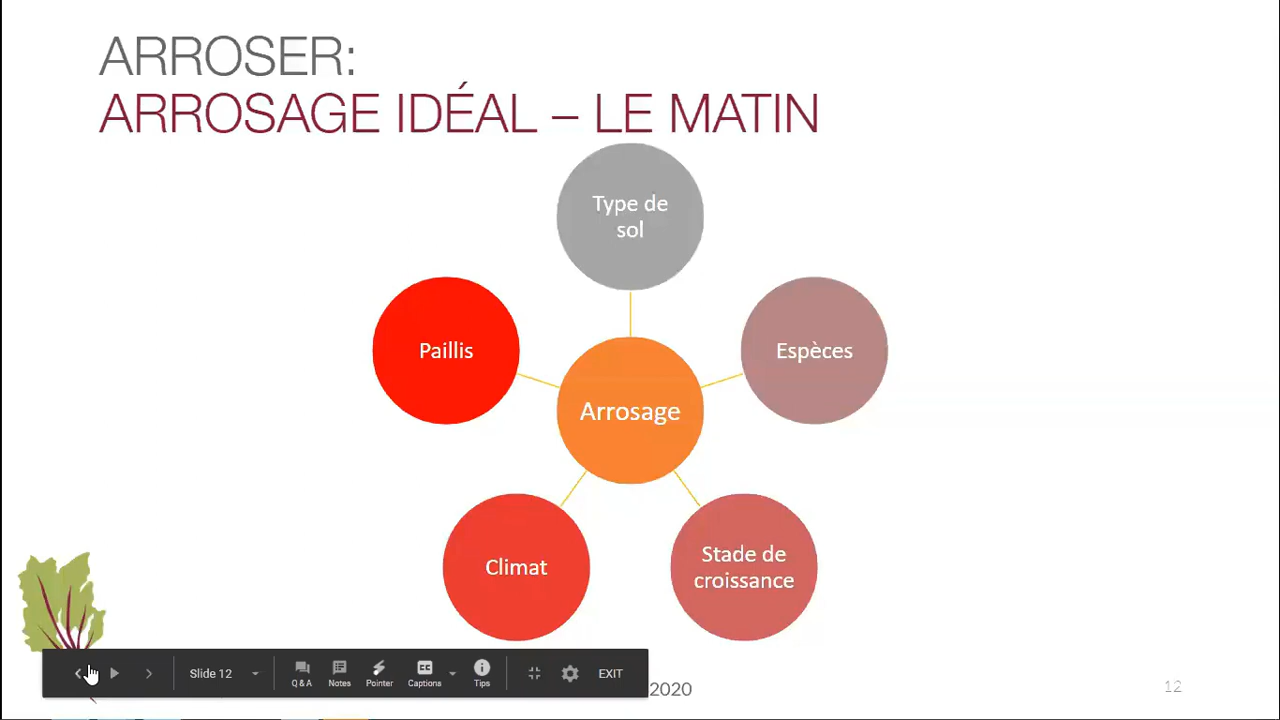 ARROSER:
ARROSAGE IDÉAL – LE MATIN
Type de
sol
Paillis
Espèces
Arrosage
Climat
Stade de
croissance
Slide 12
Q & A
Notes
Pointer
CC
Captions
Tips
EXIT
2020
12